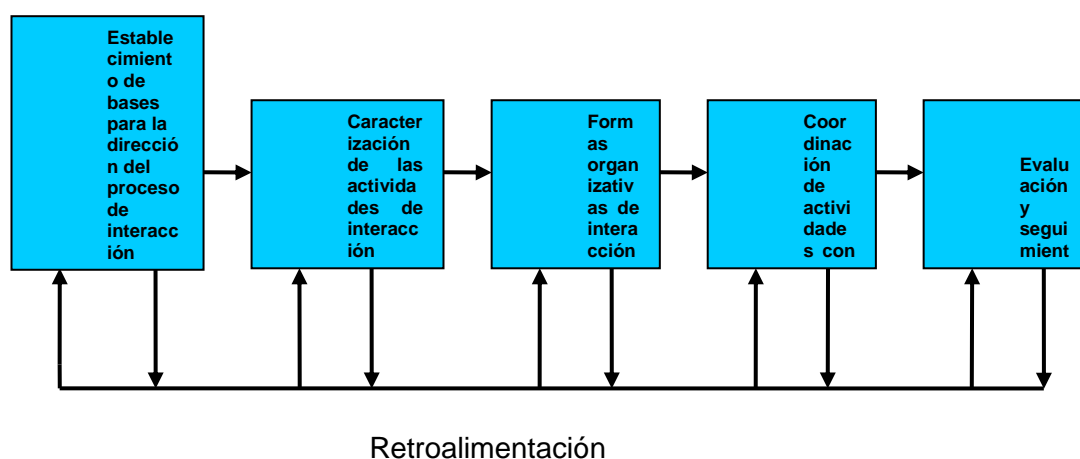 Estable
cimient
o de
bases
para la
direcció
n del
proceso
de
interacc
ión
Caracter
ización
de las
activida
des de
interacc
ión
Form
as
organi
zativ
as de
intera
cción
Coor
dinac
ión
de
activi
dade
s con
Evalu
ación
y
segui
mient
Retroalimentación